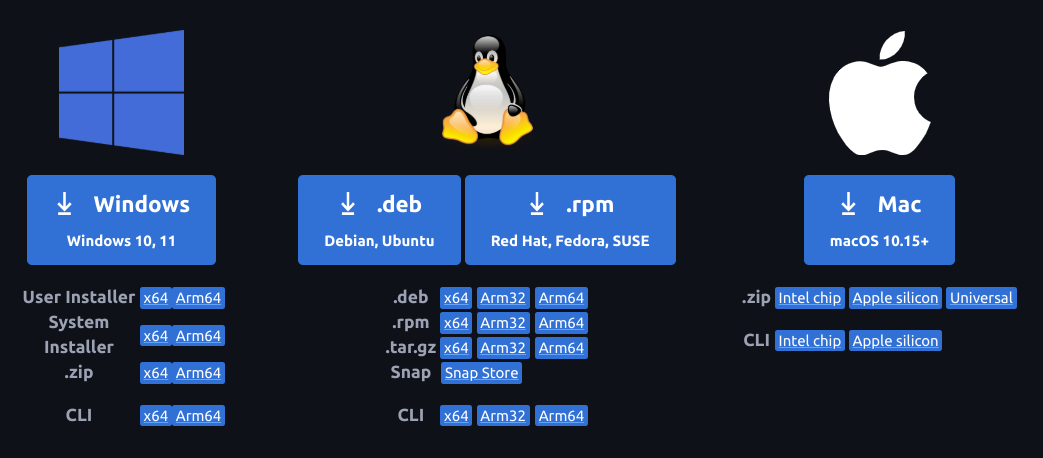 Windows
Windows 10, 11
User Installer x64 Arm64
System Installer x64 Arm64
.zip x64 Arm64
CLI x64 Arm64
.deb
Debian, Ubuntu
.rpm
Red Hat, Fedora, SUSE
.deb x64 Arm32 Arm64
.rpm x64 Arm32 Arm64
.tar.gz x64 Arm32 Arm64
Snap Snap Store
CLI x64 Arm32 Arm64
Mac
macOS 10.15+
.zip Intel chip Apple silicon Universal
CLI Intel chip Apple silicon